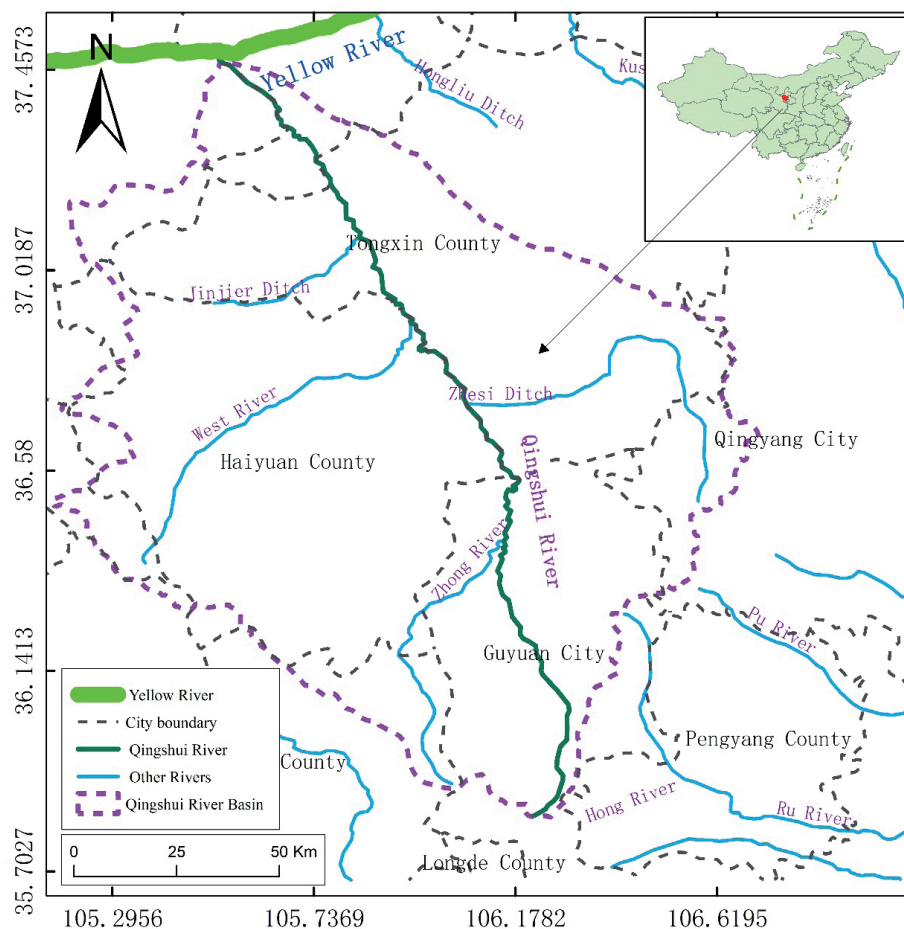 N
Yellow River
Hongliu Ditch
Kus
37.4573
37.0187
36.58
36.1413
35.7027
Tongxin County
Jinjier Ditch
West River
Zhesi Ditch
Qingyang City
Haiyuan County
Qingshui River
Zhong River
Guyuan City
Pu River
Pengyang County
Hong River
Ru River
Longde County
County
Yellow River
City boundary
Qingshui River
Other Rivers
Qingshui River Basin
0 25 50 Km
105.2956 105.7369 106.1782 106.6195